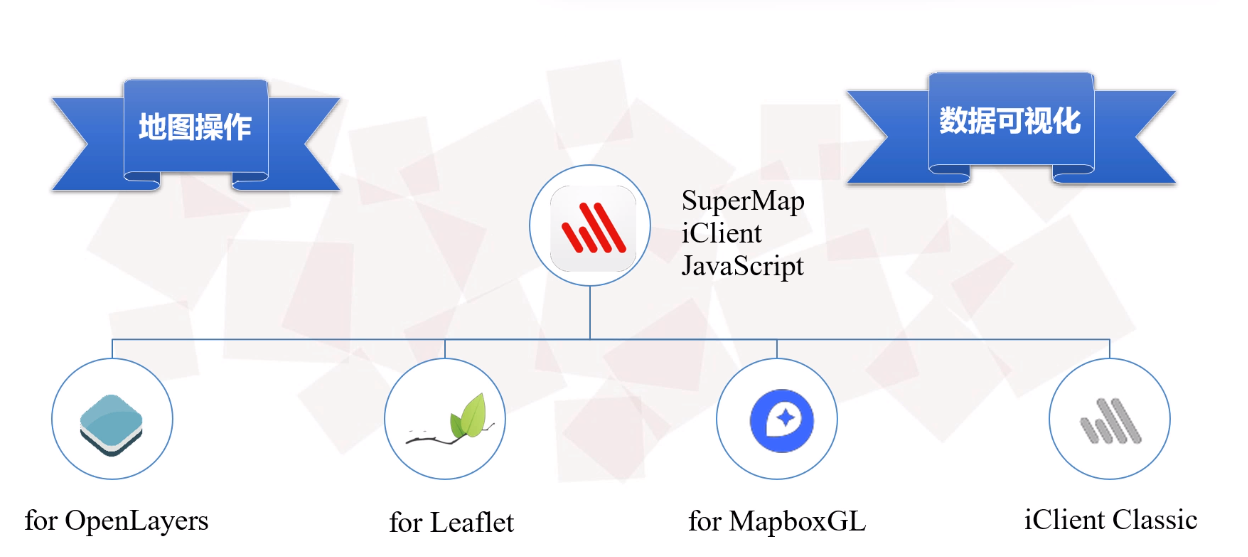 地图操作
数据可视化
SuperMap
iClient
JavaScript
for OpenLayers
for Leaflet
for MapboxGL
iClient Classic